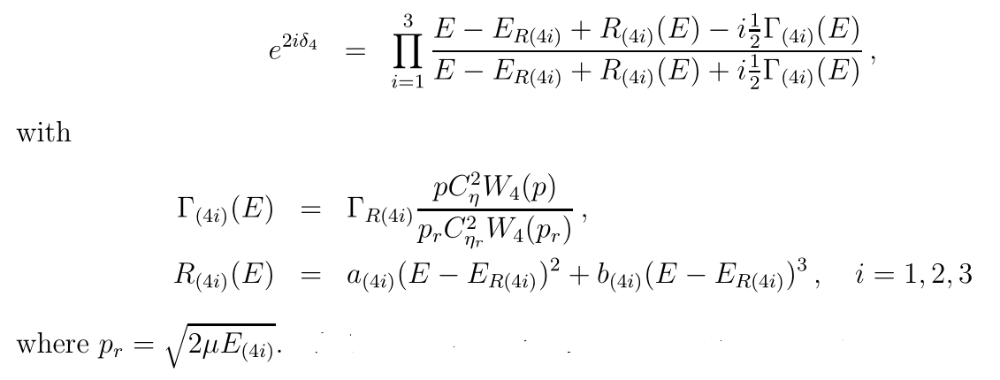 $e^{2i\delta_4} = \prod_{i=1}^{3} \frac{E - E_{R(4i)} + R_{(4i)}(E) - i\frac{1}{2}\Gamma_{(4i)}(E)}{E - E_{R(4i)} + R_{(4i)}(E) + i\frac{1}{2}\Gamma_{(4i)}(E)}\,,$
with
$\Gamma_{(4i)}(E) = \Gamma_{R(4i)} \frac{p C_{\eta}^{2} W_4(p)}{p_r C_{\eta_r}^{2} W_4(p_r)}\,,$
$R_{(4i)}(E) = a_{(4i)}(E - E_{R(4i)})^2 + b_{(4i)}(E - E_{R(4i)})^3\,, \quad i = 1, 2, 3$
where $p_r = \sqrt{2\mu E_{(4i)}}$.